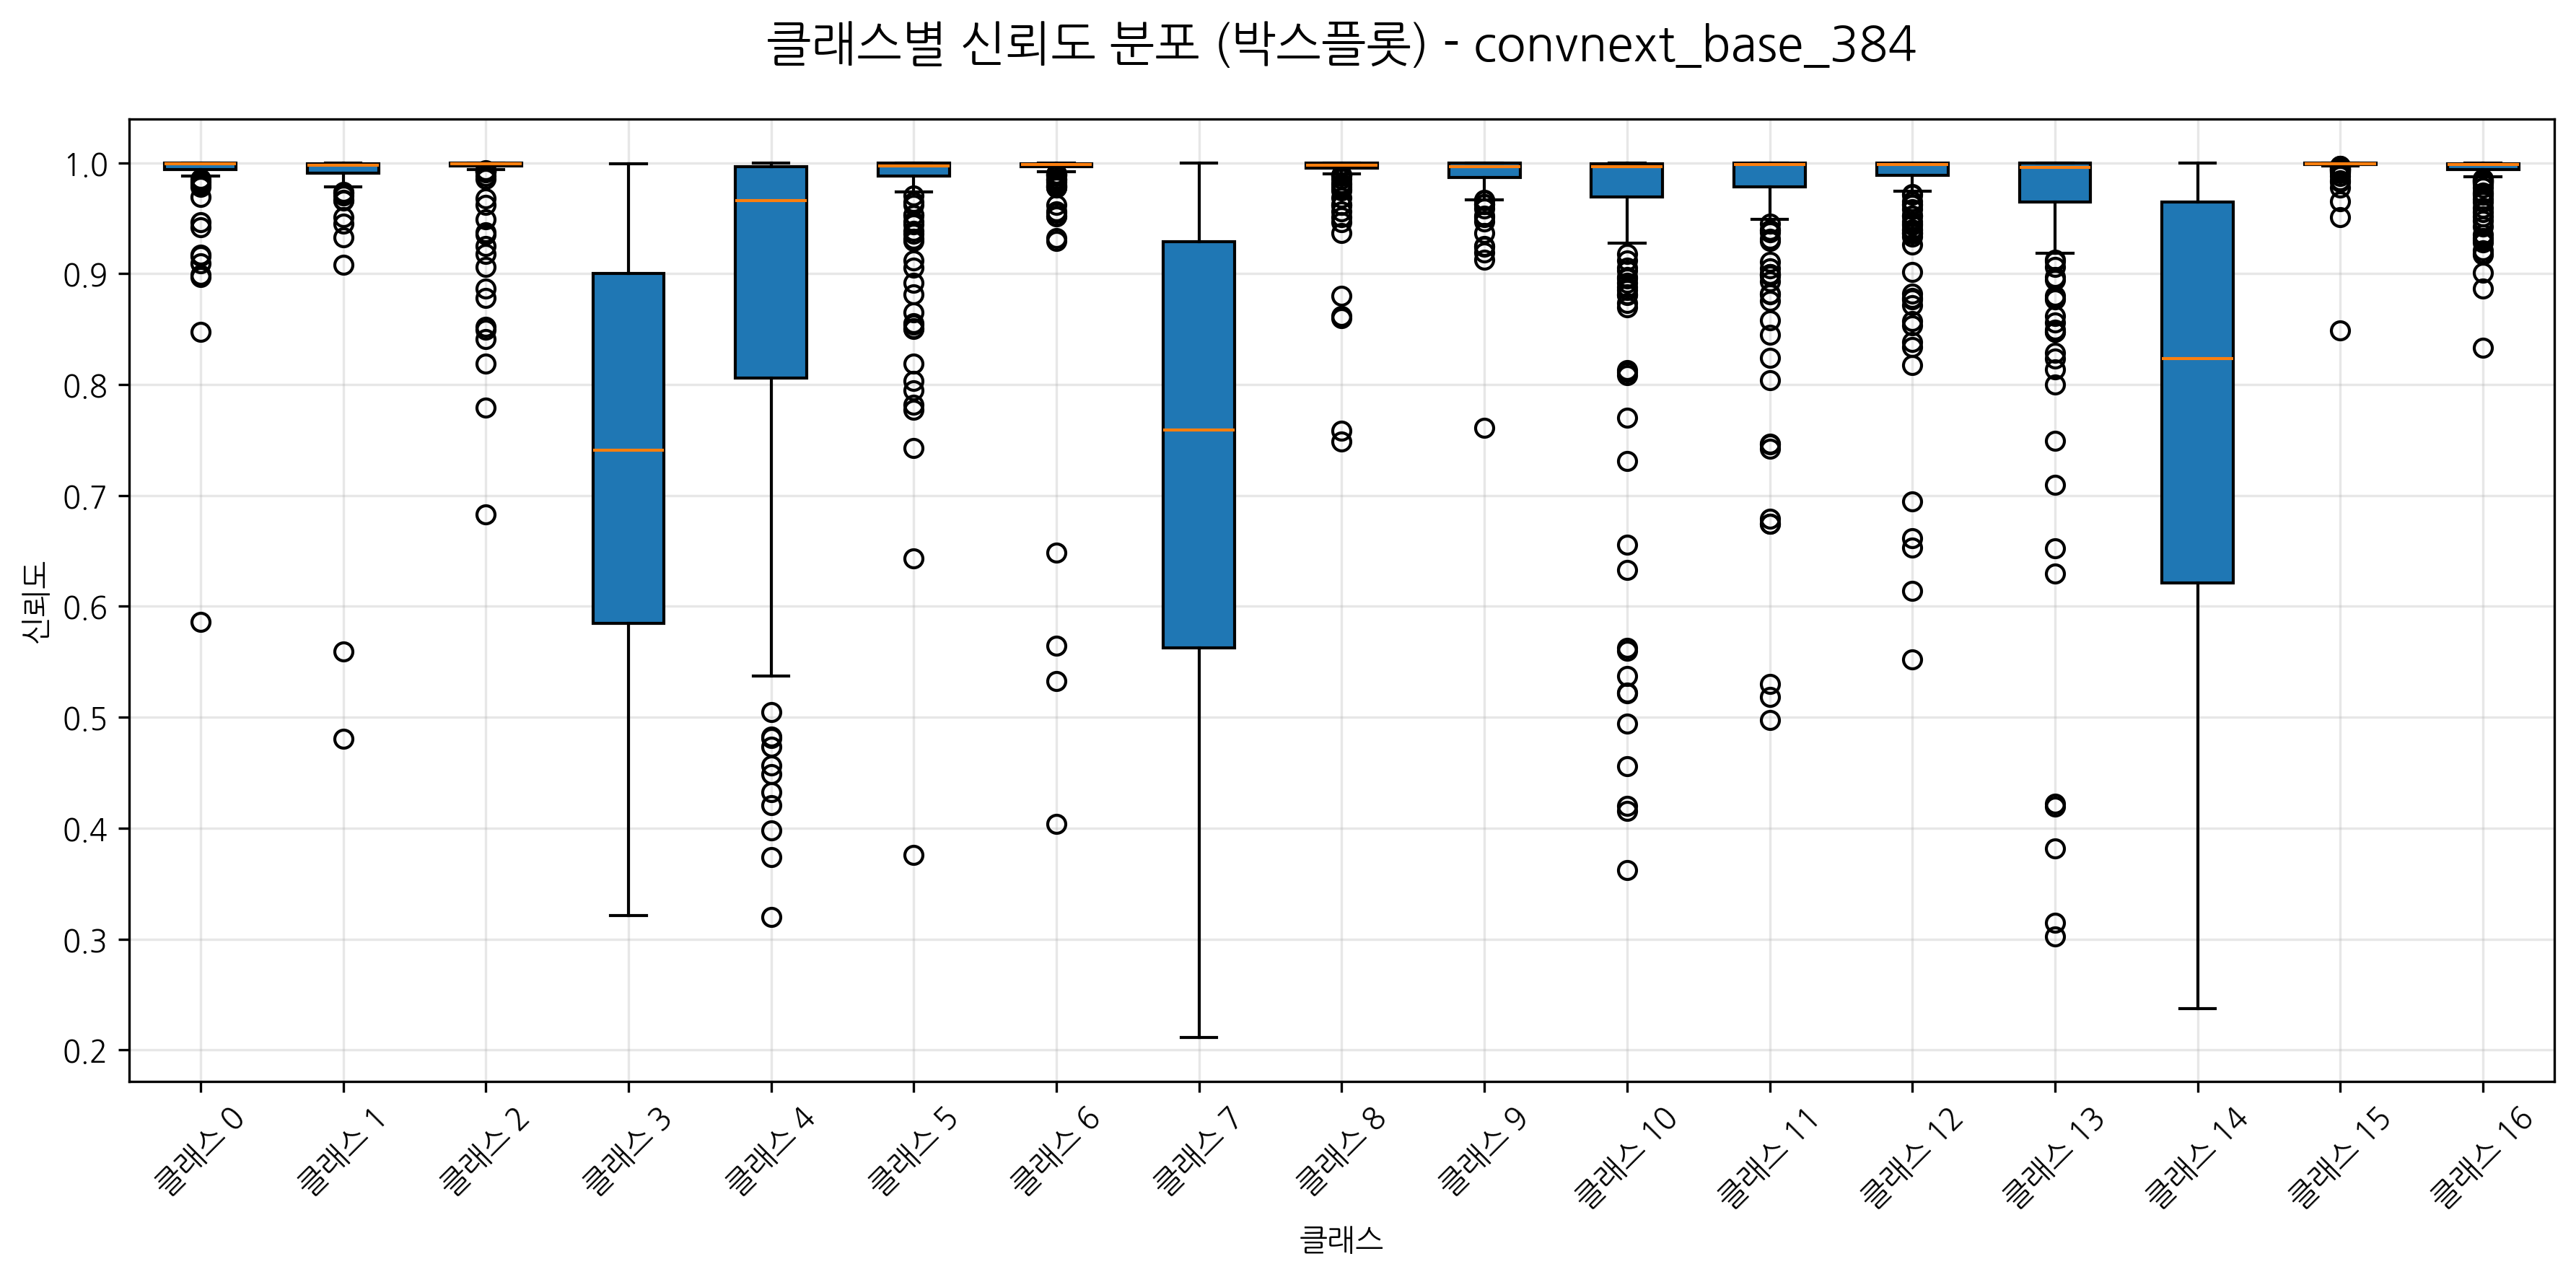 클래스별 신뢰도 분포 (박스플롯) - convnext_base_384
1.0
0.9
0.8
0.7
0.6
0.5
0.4
0.3
0.2
신뢰도
클래스 0
클래스 1
클래스 2
클래스 3
클래스 4
클래스 5
클래스 6
클래스 7
클래스 8
클래스 9
클래스 10
클래스 11
클래스 12
클래스 13
클래스 14
클래스 15
클래스 16
클래스